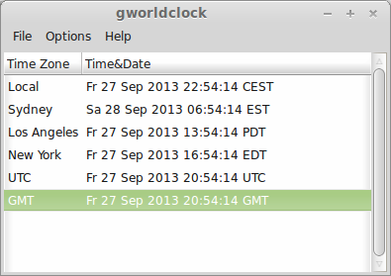 gworldclock
File Options Help
Time Zone Time&Date
Local Fr 27 Sep 2013 22:54:14 CEST
Sydney Sa 28 Sep 2013 06:54:14 EST
Los Angeles Fr 27 Sep 2013 13:54:14 PDT
New York Fr 27 Sep 2013 16:54:14 EDT
UTC Fr 27 Sep 2013 20:54:14 UTC
GMT Fr 27 Sep 2013 20:54:14 GMT